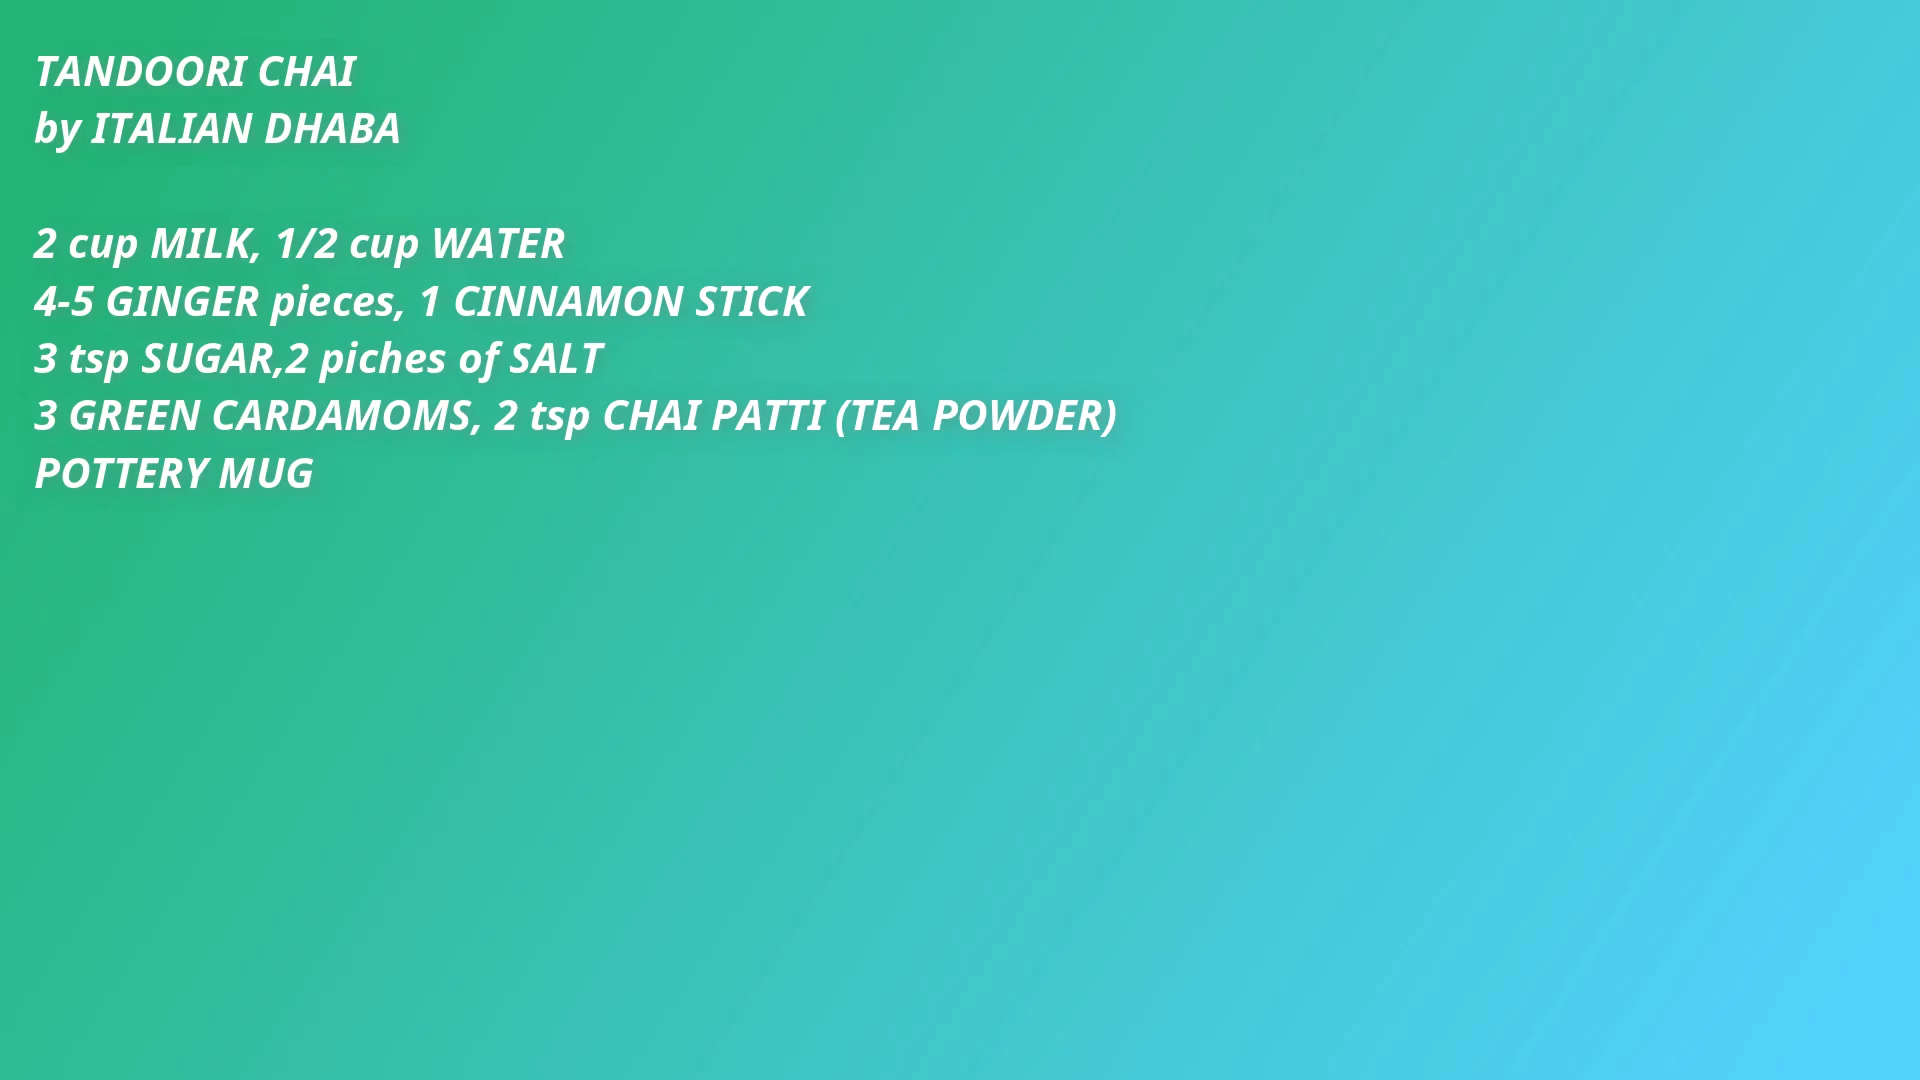 TANDOORI CHAI
by ITALIAN DHABA
2 cup MILK, 1/2 cup WATER
4-5 GINGER pieces, 1 CINNAMON STICK
3 tsp SUGAR,2 piches of SALT
3 GREEN CARDAMOMS, 2 tsp CHAI PATTI (TEA POWDER)
POTTERY MUG